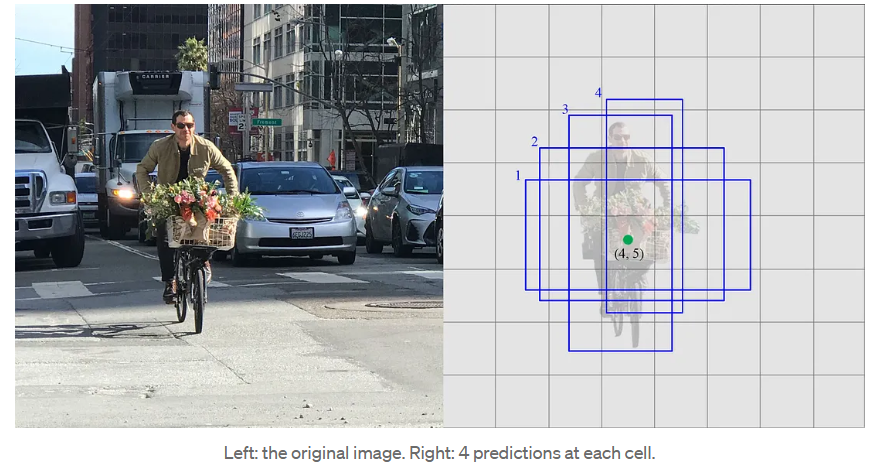 CARRIER
Fremont
4
3
2
1
(4, 5)
Left: the original image. Right: 4 predictions at each cell.